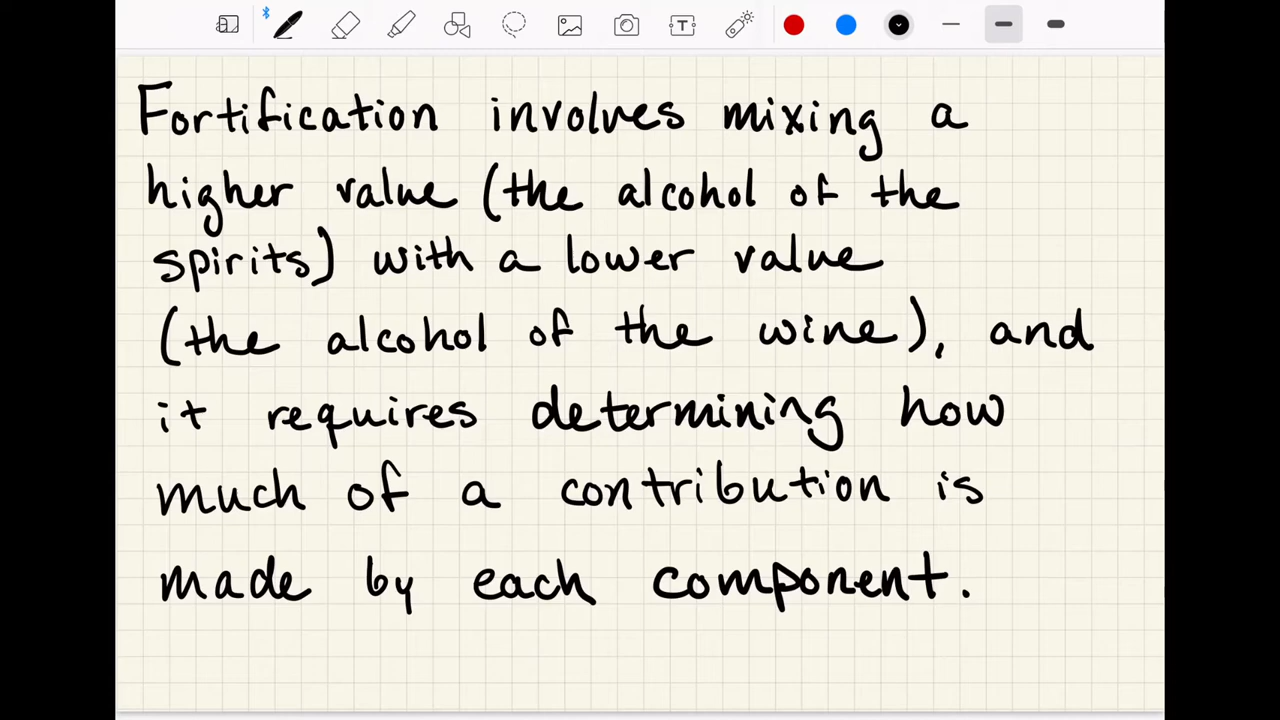 Fortification involves mixing a
higher value (the alcohol of the
spirits) with a lower value
(the alcohol of the wine), and
it requires determining how
much of a contribution is
made by each component.